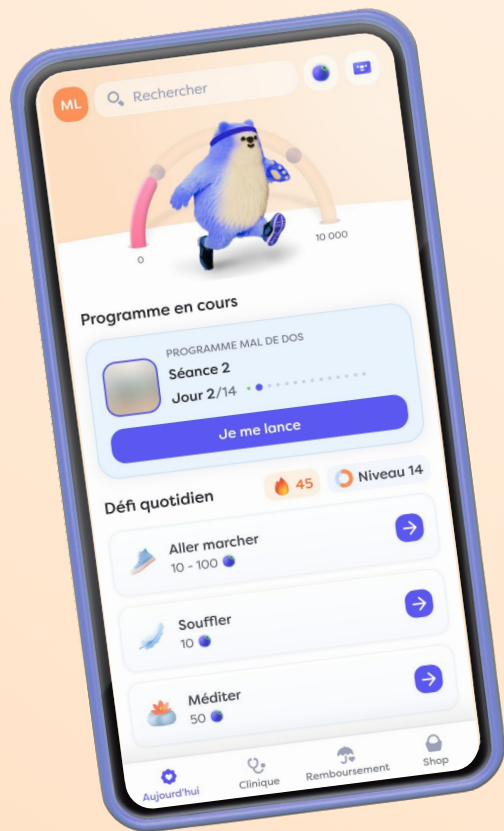 ML
Rechercher
0
10 000
Programme en cours
PROGRAMME MAL DE DOS
Séance 2
Jour 2/14
Je me lance
Défi quotidien
45
Niveau 14
Aller marcher
10 - 100
Souffler
10
Méditer
50
Aujourd'hui
Clinique
Remboursement
Shop